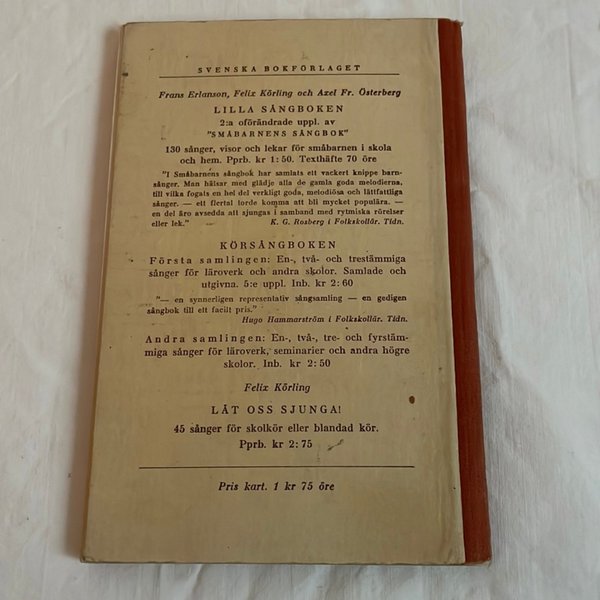 SVENSKA BOKFÖRLAGET
Frans Erlanson, Felix Körling och Axel Fr. Österberg
LILLA SÅNGBOKEN
2:a oförändrade uppl. av
"SMÅBARNENS SÅNGBOK"
130 sånger, visor och lekar för småbarnen i skola
och hem. Pprb. kr 1:50. Texthäfte 70 öre
"I Småbarnens sångbok har samlats ett vackert knippe barn-
sånger. Man hälsar med glädje alla de gamla goda melodierna,
till vilka fogats en hel del verkligt goda, melodiösa och lättfattliga
sånger. — ett flertal torde komma att bli mycket populära. —
en del äro avsedda att sjungas i samband med rytmiska rörelser
eller lek." K. G. Rosberg i Folkskollär. Tidn.
KÖRSÅNGBOKEN
Första samlingen: En-, två- och trestämmiga
sånger för läroverk och andra skolor. Samlade och
utgivna. 5:e uppl. Inb. kr 2:60
"— en synnerligen representativ sångsamling — en gedigen
sångbok till ett facilt pris."
Hugo Hammarström i Folkskollär. Tidn.
Andra samlingen: En-, två-, tre- och fyrstäm-
miga sånger för läroverk, seminarier och andra högre
skolor. Inb. kr 2:50
Felix Körling
LÅT OSS SJUNGA!
45 sånger för skolkör eller blandad kör.
Pprb. kr 2:75
Pris kart. 1 kr 75 öre